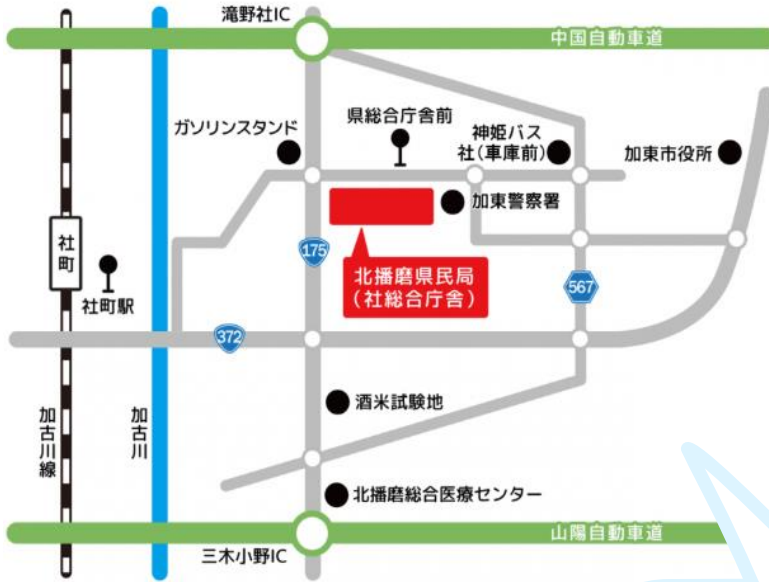 滝野社IC
中国自動車道
ガソリンスタンド
県総合庁舎前
神姫バス
社(車庫前)
加東市役所
加東警察署
社町
175
北播磨県民局
(社総合庁舎)
567
社町駅
372
加古川線
加古川
酒米試験地
北播磨総合医療センター
山陽自動車道
三木小野IC